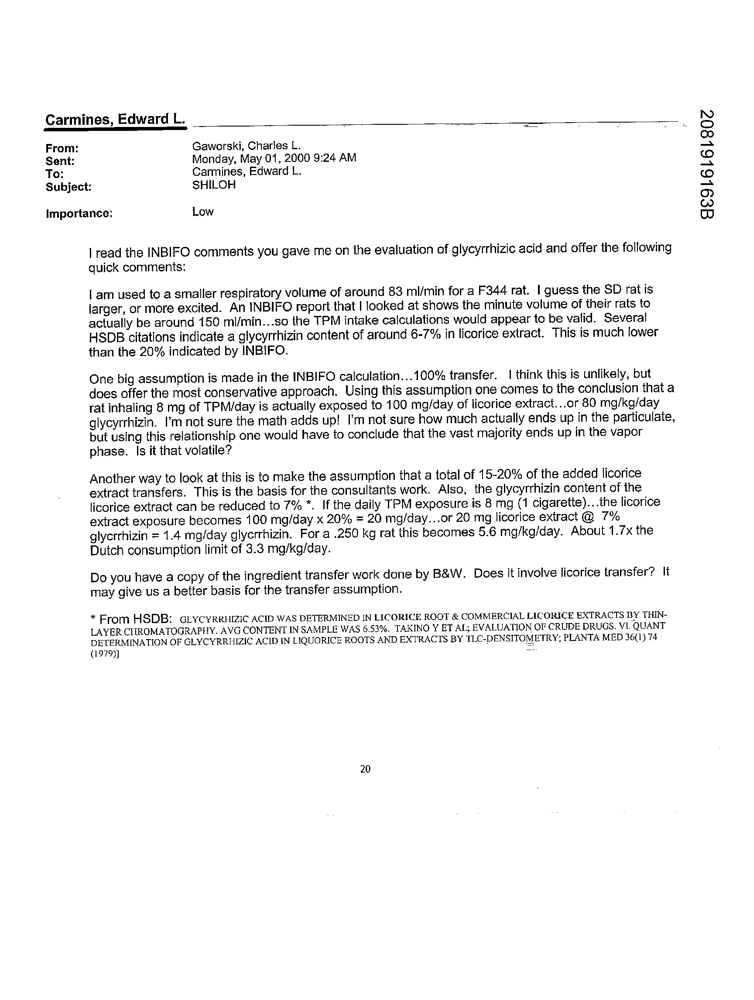 Carmines, Edward L.
From: Gaworski, Charles L.
Sent: Monday, May 01, 2000 9:24 AM
To: Carmines, Edward L.
Subject: SHILOH
Importance: Low
2081919163B
I read the INBIFO comments you gave me on the evaluation of glycyrrhizic acid and offer the following
quick comments:
I am used to a smaller respiratory volume of around 83 ml/min for a F344 rat. I guess the SD rat is
larger, or more excited. An INBIFO report that I looked at shows the minute volume of their rats to
actually be around 150 ml/min...so the TPM intake calculations would appear to be valid. Several
HSDB citations indicate a glycyrrhizin content of around 6-7% in licorice extract. This is much lower
than the 20% indicated by INBIFO.
One big assumption is made in the INBIFO calculation...100% transfer. I think this is unlikely, but
does offer the most conservative approach. Using this assumption one comes to the conclusion that a
rat inhaling 8 mg of TPM/day is actually exposed to 100 mg/day of licorice extract...or 80 mg/kg/day
glycyrrhizin. I'm not sure the math adds up! I'm not sure how much actually ends up in the particulate,
but using this relationship one would have to conclude that the vast majority ends up in the vapor
phase. Is it that volatile?
Another way to look at this is to make the assumption that a total of 15-20% of the added licorice
extract transfers. This is the basis for the consultants work. Also, the glycyrrhizin content of the
licorice extract can be reduced to 7% *. If the daily TPM exposure is 8 mg (1 cigarette)...the licorice
extract exposure becomes 100 mg/day x 20% = 20 mg/day...or 20 mg licorice extract @ 7%
glycrrhizin = 1.4 mg/day glycrrhizin. For a .250 kg rat this becomes 5.6 mg/kg/day. About 1.7x the
Dutch consumption limit of 3.3 mg/kg/day.
Do you have a copy of the ingredient transfer work done by B&W. Does it involve licorice transfer? It
may give us a better basis for the transfer assumption.
* From HSDB: GLYCYRRHIZIC ACID WAS DETERMINED IN LICORICE ROOT & COMMERCIAL LICORICE EXTRACTS BY THIN-
LAYER CHROMATOGRAPHY. AVG CONTENT IN SAMPLE WAS 6.53%. TAKINO Y ET AL; EVALUATION OF CRUDE DRUGS. VI. QUANT
DETERMINATION OF GLYCYRRHIZIC ACID IN LIQUORICE ROOTS AND EXTRACTS BY TLC-DENSITOMETRY; PLANTA MED 36(1) 74
(1979)]
20